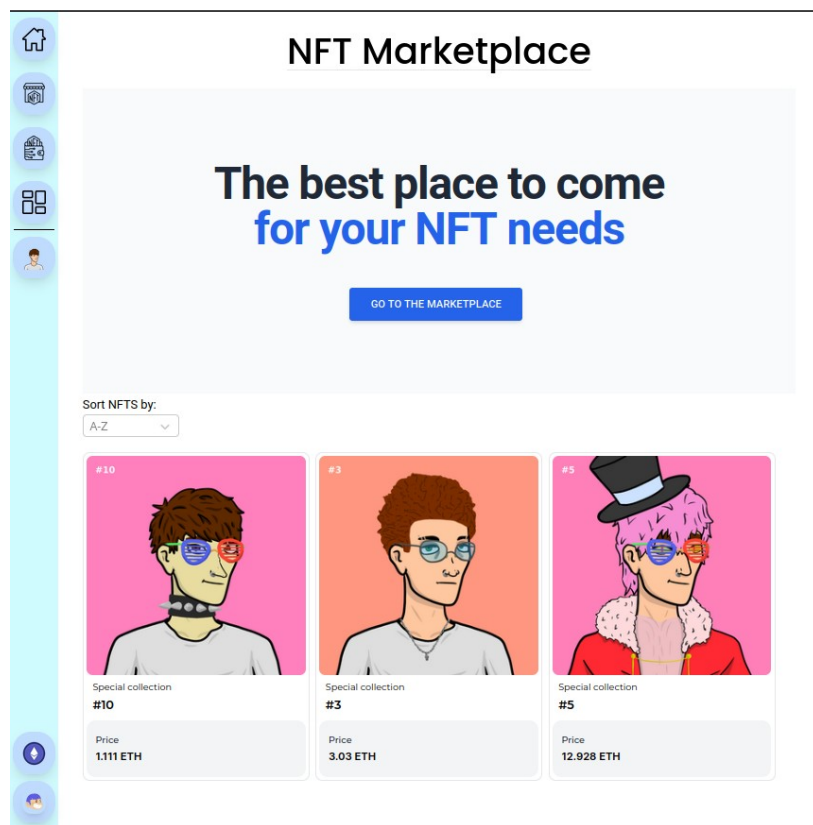 NFT Marketplace
The best place to come
for your NFT needs
GO TO THE MARKETPLACE
Sort NFTS by:
A-Z
#10
#3
#5
Special collection
#10
Price
1.111 ETH
Special collection
#3
Price
3.03 ETH
Special collection
#5
Price
12.928 ETH
NFT
NFT